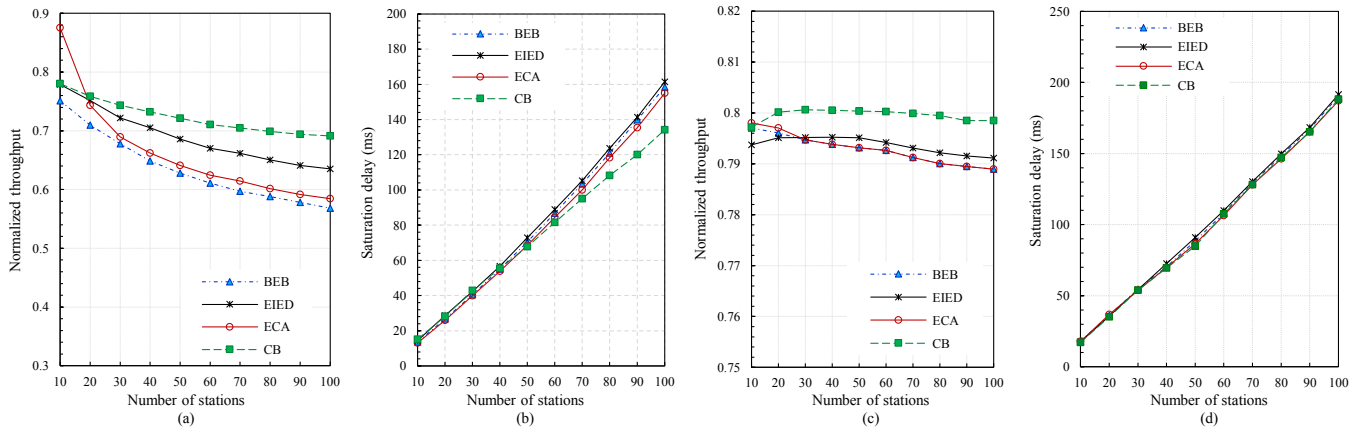 Normalized throughput
0.9
0.8
0.7
0.6
0.5
0.4
0.3
BEB
EIED
ECA
CB
10 20 30 40 50 60 70 80 90 100
Number of stations
(a)
Saturation delay (ms)
200
180
160
140
120
100
80
60
40
20
0
BEB
EIED
ECA
CB
10 20 30 40 50 60 70 80 90 100
Number of stations
(b)
Normalized throughput
0.82
0.81
0.8
0.79
0.78
0.77
0.76
0.75
BEB
EIED
ECA
CB
10 20 30 40 50 60 70 80 90 100
Number of stations
(c)
Saturation delay (ms)
250
200
150
100
50
0
BEB
EIED
ECA
CB
10 20 30 40 50 60 70 80 90 100
Number of stations
(d)